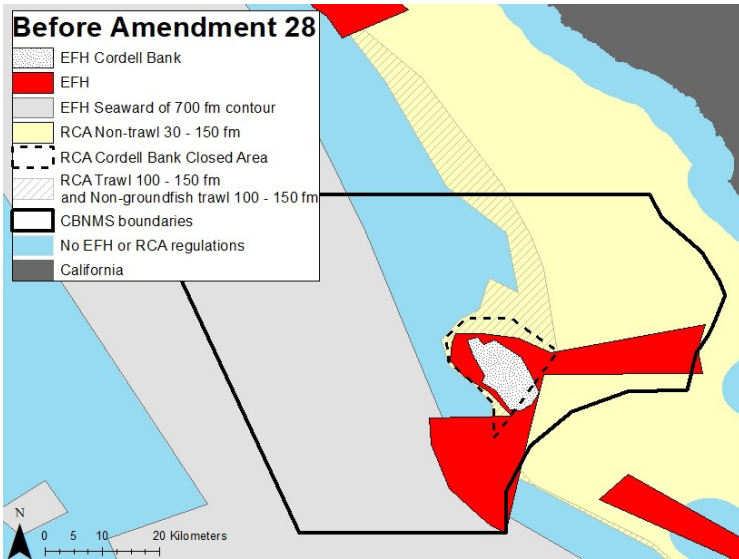 Before Amendment 28
EFH Cordell Bank
EFH
EFH Seaward of 700 fm contour
RCA Non-trawl 30 - 150 fm
RCA Cordell Bank Closed Area
RCA Trawl 100 - 150 fm
and Non-groundfish trawl 100 - 150 fm
CBNMS boundaries
No EFH or RCA regulations
California
N
0 5 10 20 Kilometers